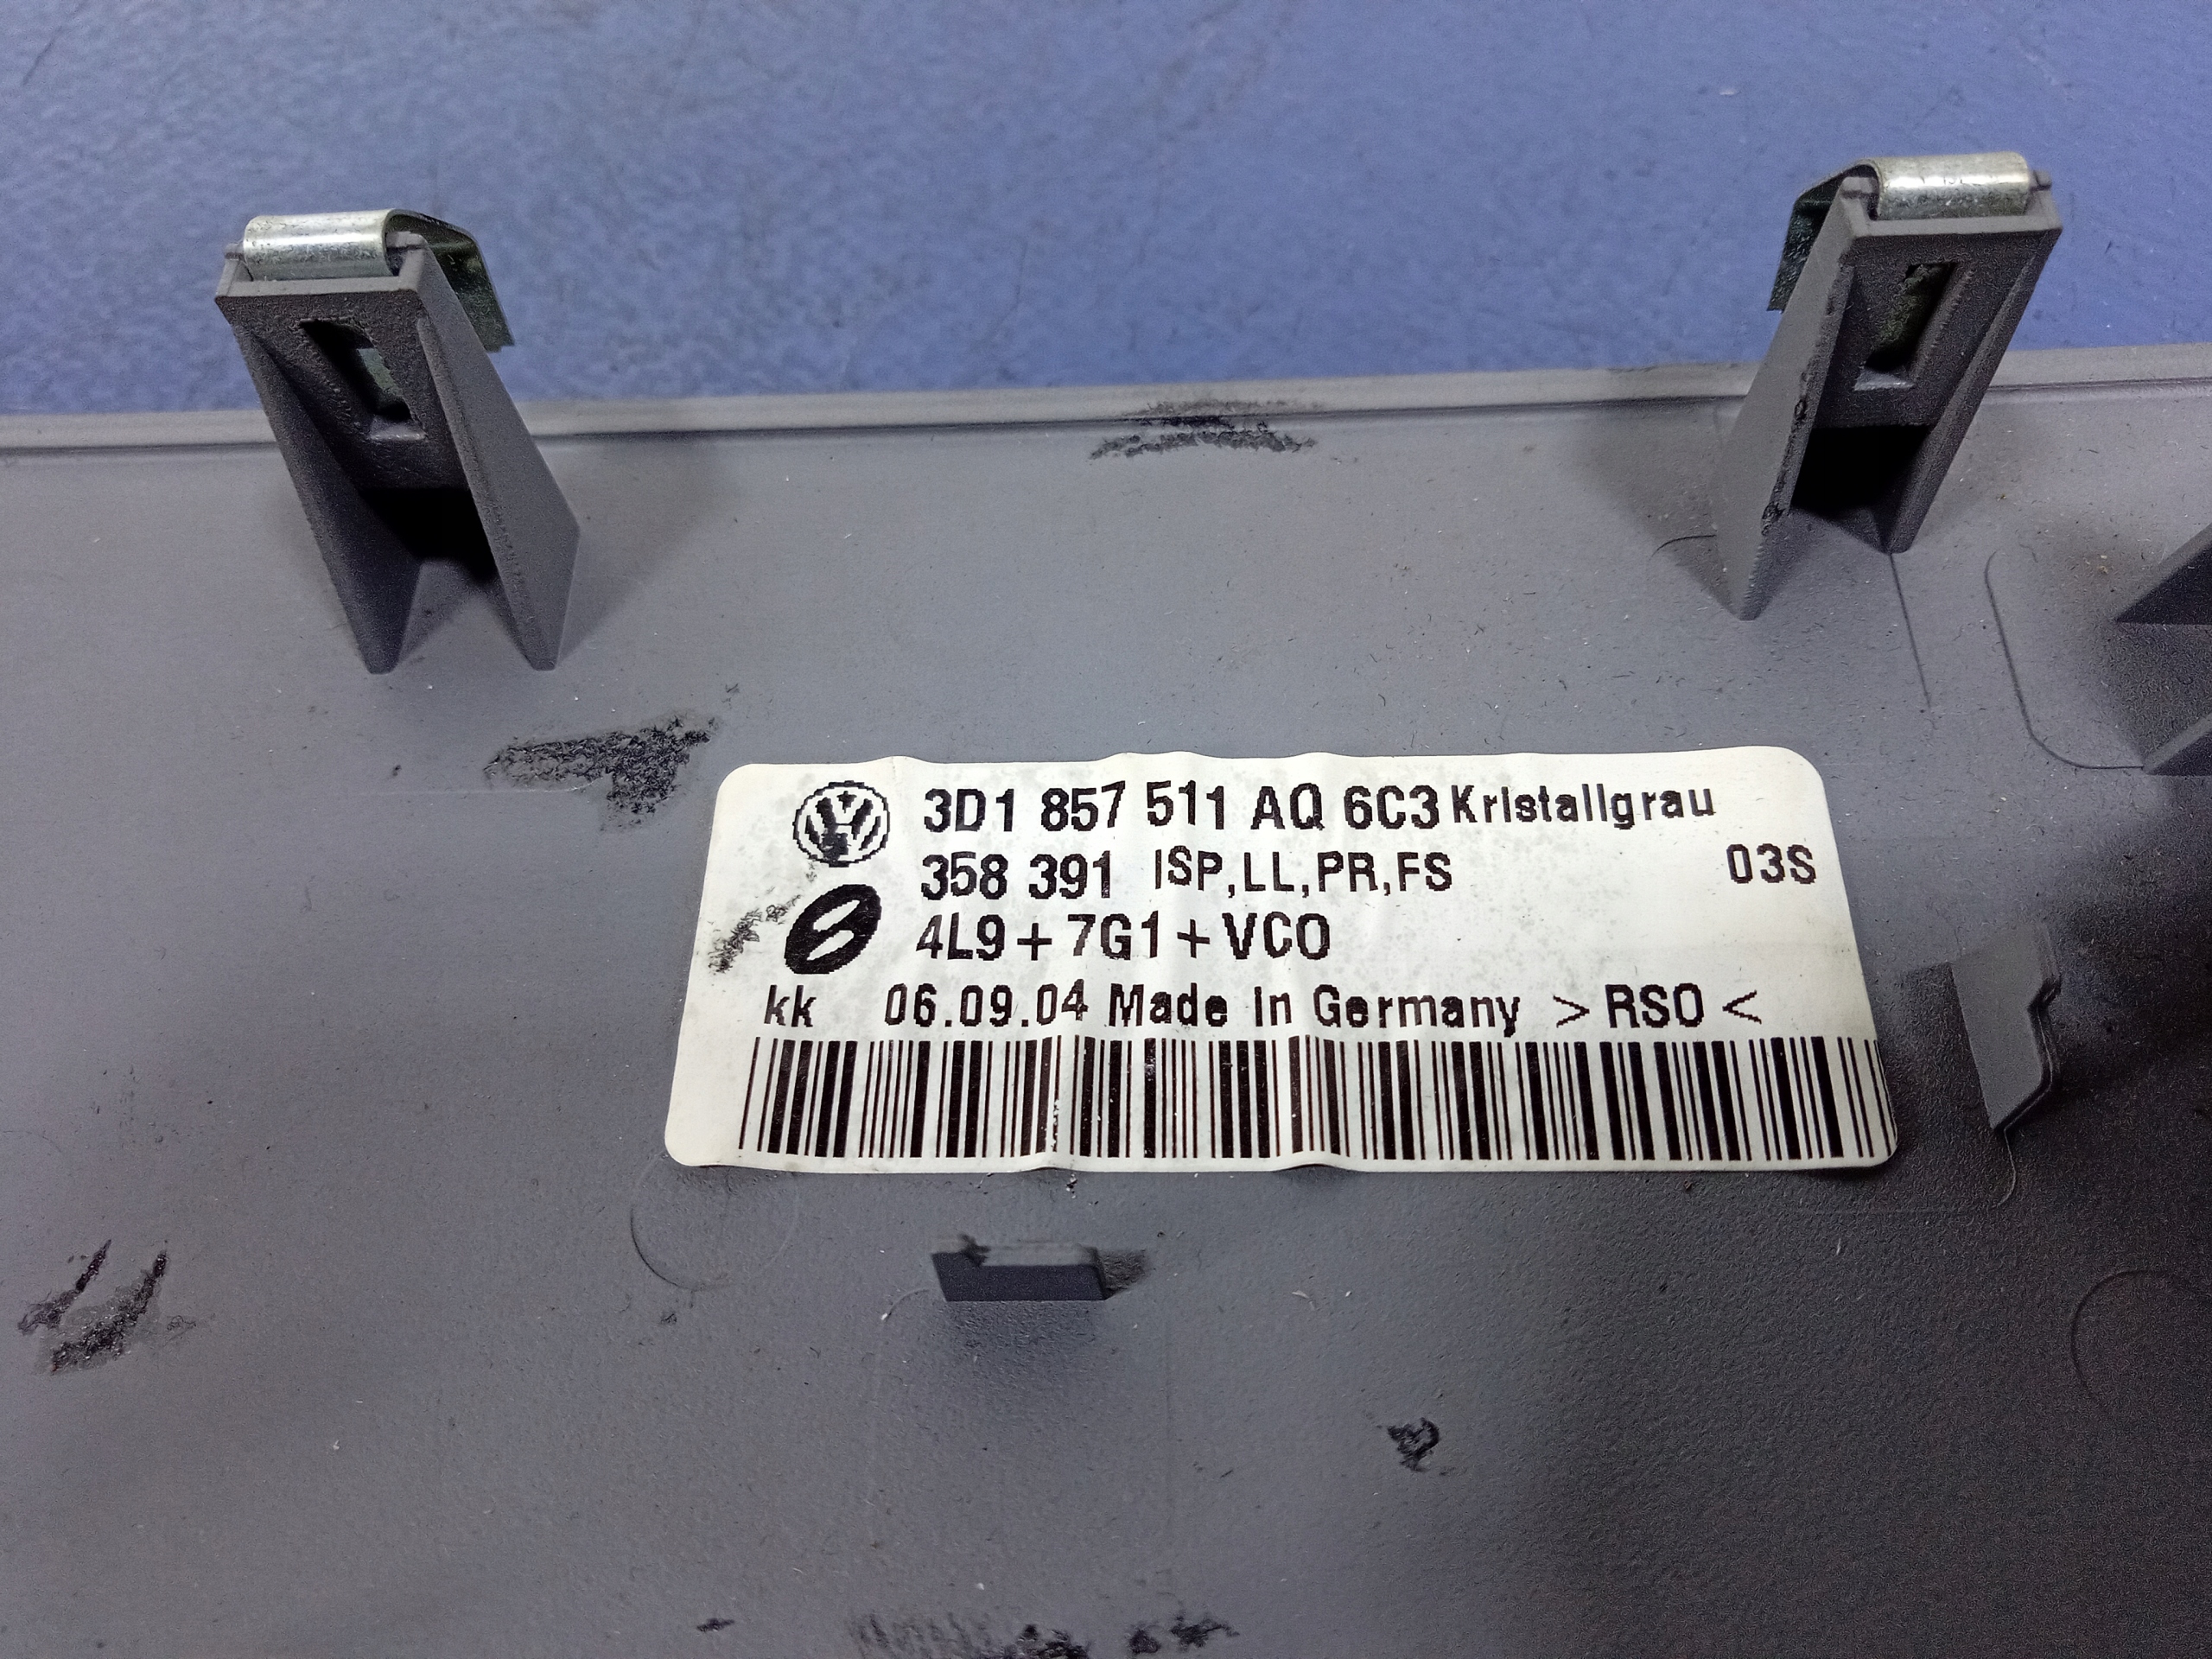 3D1 857 511 AQ 6C3 Kristallgrau
358 391 ISP,LL,PR,FS 03S
4L9+7G1+VCO
kk 06.09.04 Made in Germany >RSO<